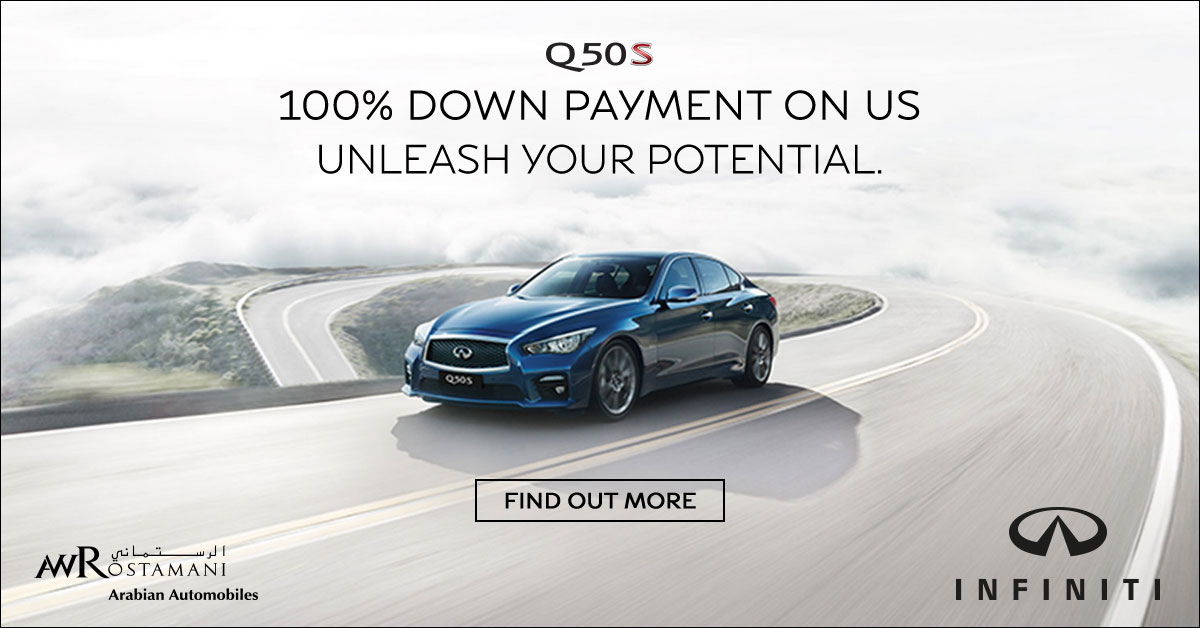 Q50S
100% DOWN PAYMENT ON US
UNLEASH YOUR POTENTIAL.
Q50S
FIND OUT MORE
الرستماني
AWROSTAMANI
Arabian Automobiles
INFINITI